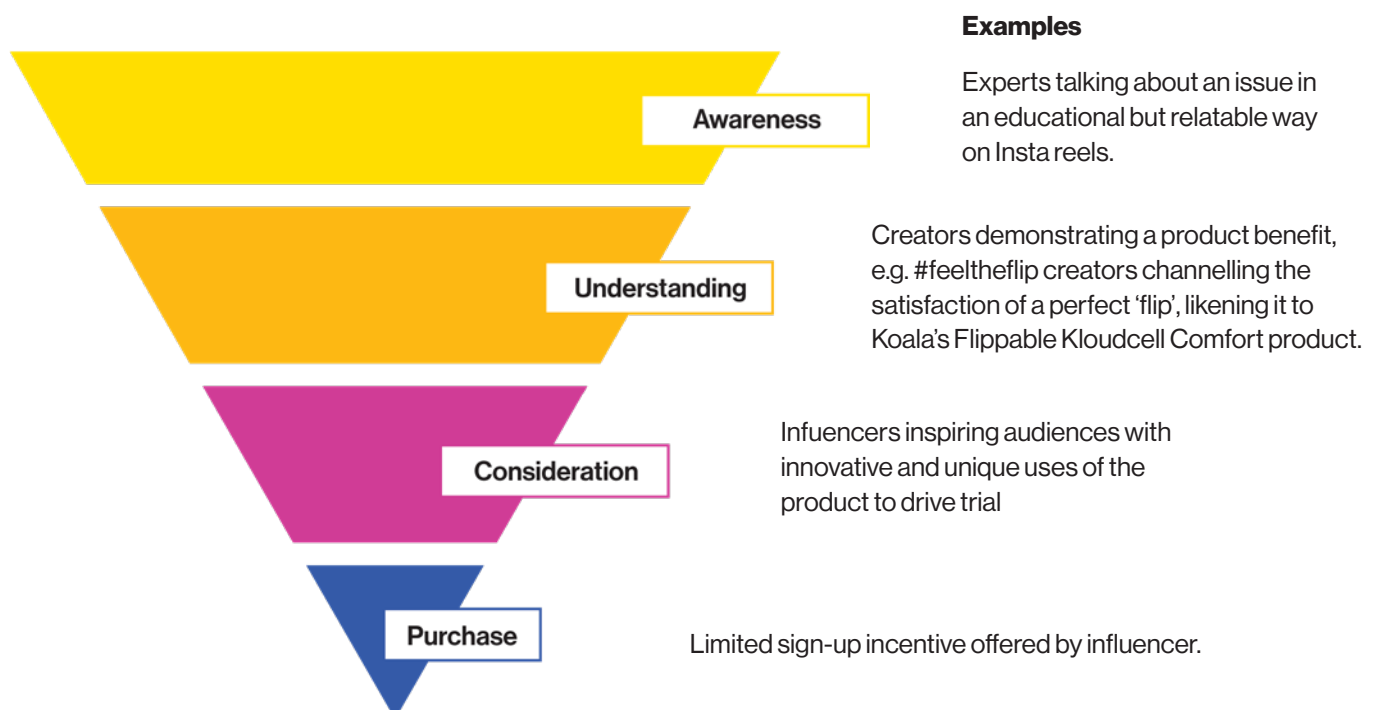 Examples
Awareness
Experts talking about an issue in
an educational but relatable way
on Insta reels.
Understanding
Creators demonstrating a product benefit,
e.g. #feeltheflip creators channelling the
satisfaction of a perfect ‘flip’, likening it to
Koala’s Flippable Kloudcell Comfort product.
Consideration
Infuencers inspiring audiences with
innovative and unique uses of the
product to drive trial
Purchase
Limited sign-up incentive offered by influencer.